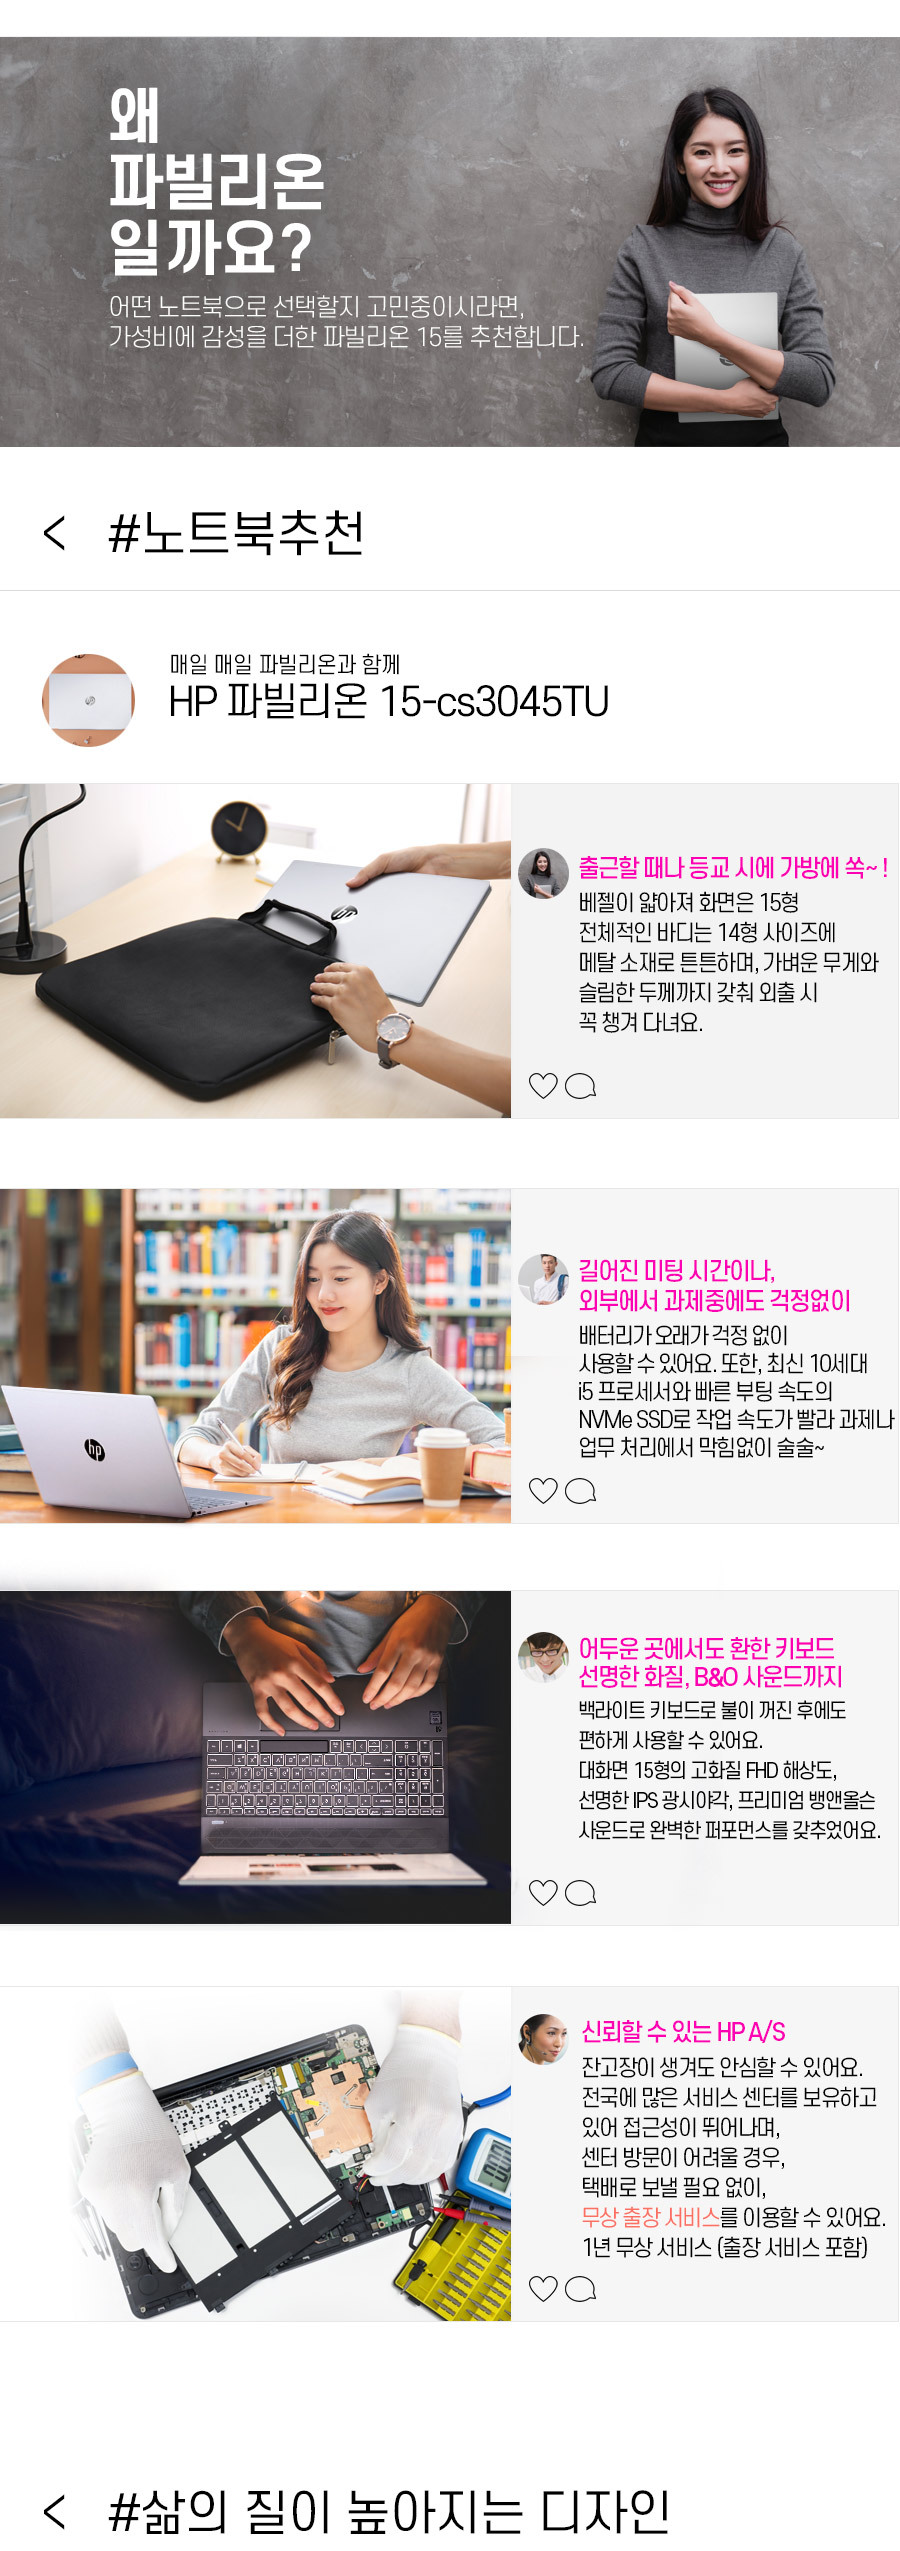 왜
파빌리온
일까요?
어떤 노트북으로 선택할지 고민중이시라면,
가성비에 감성을 더한 파빌리온 15를 추천합니다.
< #노트북추천
매일 매일 파빌리온과 함께
HP 파빌리온 15-cs3045TU
출근할 때나 등교 시에 가방에 쏙~ !
베젤이 얇아져 화면은 15형
전체적인 바디는 14형 사이즈에
메탈 소재로 튼튼하며, 가벼운 무게와
슬림한 두께까지 갖춰 외출 시
꼭 챙겨 다녀요.
길어진 미팅 시간이나,
외부에서 과제중에도 걱정없이
배터리가 오래가 걱정 없이
사용할 수 있어요. 또한, 최신 10세대
i5 프로세서와 빠른 부팅 속도의
NVMe SSD로 작업 속도가 빨라 과제나
업무 처리에서 막힘없이 술술~
hp
어두운 곳에서도 환한 키보드
선명한 화질, B&O 사운드까지
백라이트 키보드로 불이 꺼진 후에도
편하게 사용할 수 있어요.
대화면 15형의 고화질 FHD 해상도,
선명한 IPS 광시야각, 프리미엄 뱅앤올슨
사운드로 완벽한 퍼포먼스를 갖추었어요.
신뢰할 수 있는 HP A/S
잔고장이 생겨도 안심할 수 있어요.
전국에 많은 서비스 센터를 보유하고
있어 접근성이 뛰어나며,
센터 방문이 어려울 경우,
택배로 보낼 필요 없이,
무상 출장 서비스를 이용할 수 있어요.
1년 무상 서비스 (출장 서비스 포함)
< #삶의 질이 높아지는 디자인